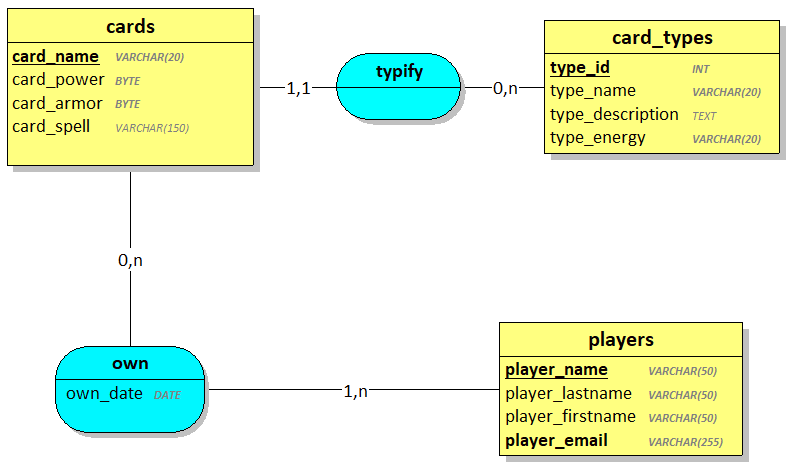 cards
card_name VARCHAR(20)
card_power BYTE
card_armor BYTE
card_spell VARCHAR(150)
1,1
typify
0,n
card_types
type_id INT
type_name VARCHAR(20)
type_description TEXT
type_energy VARCHAR(20)
0,n
own
own_date DATE
1,n
players
player_name VARCHAR(50)
player_lastname VARCHAR(50)
player_firstname VARCHAR(50)
player_email VARCHAR(255)